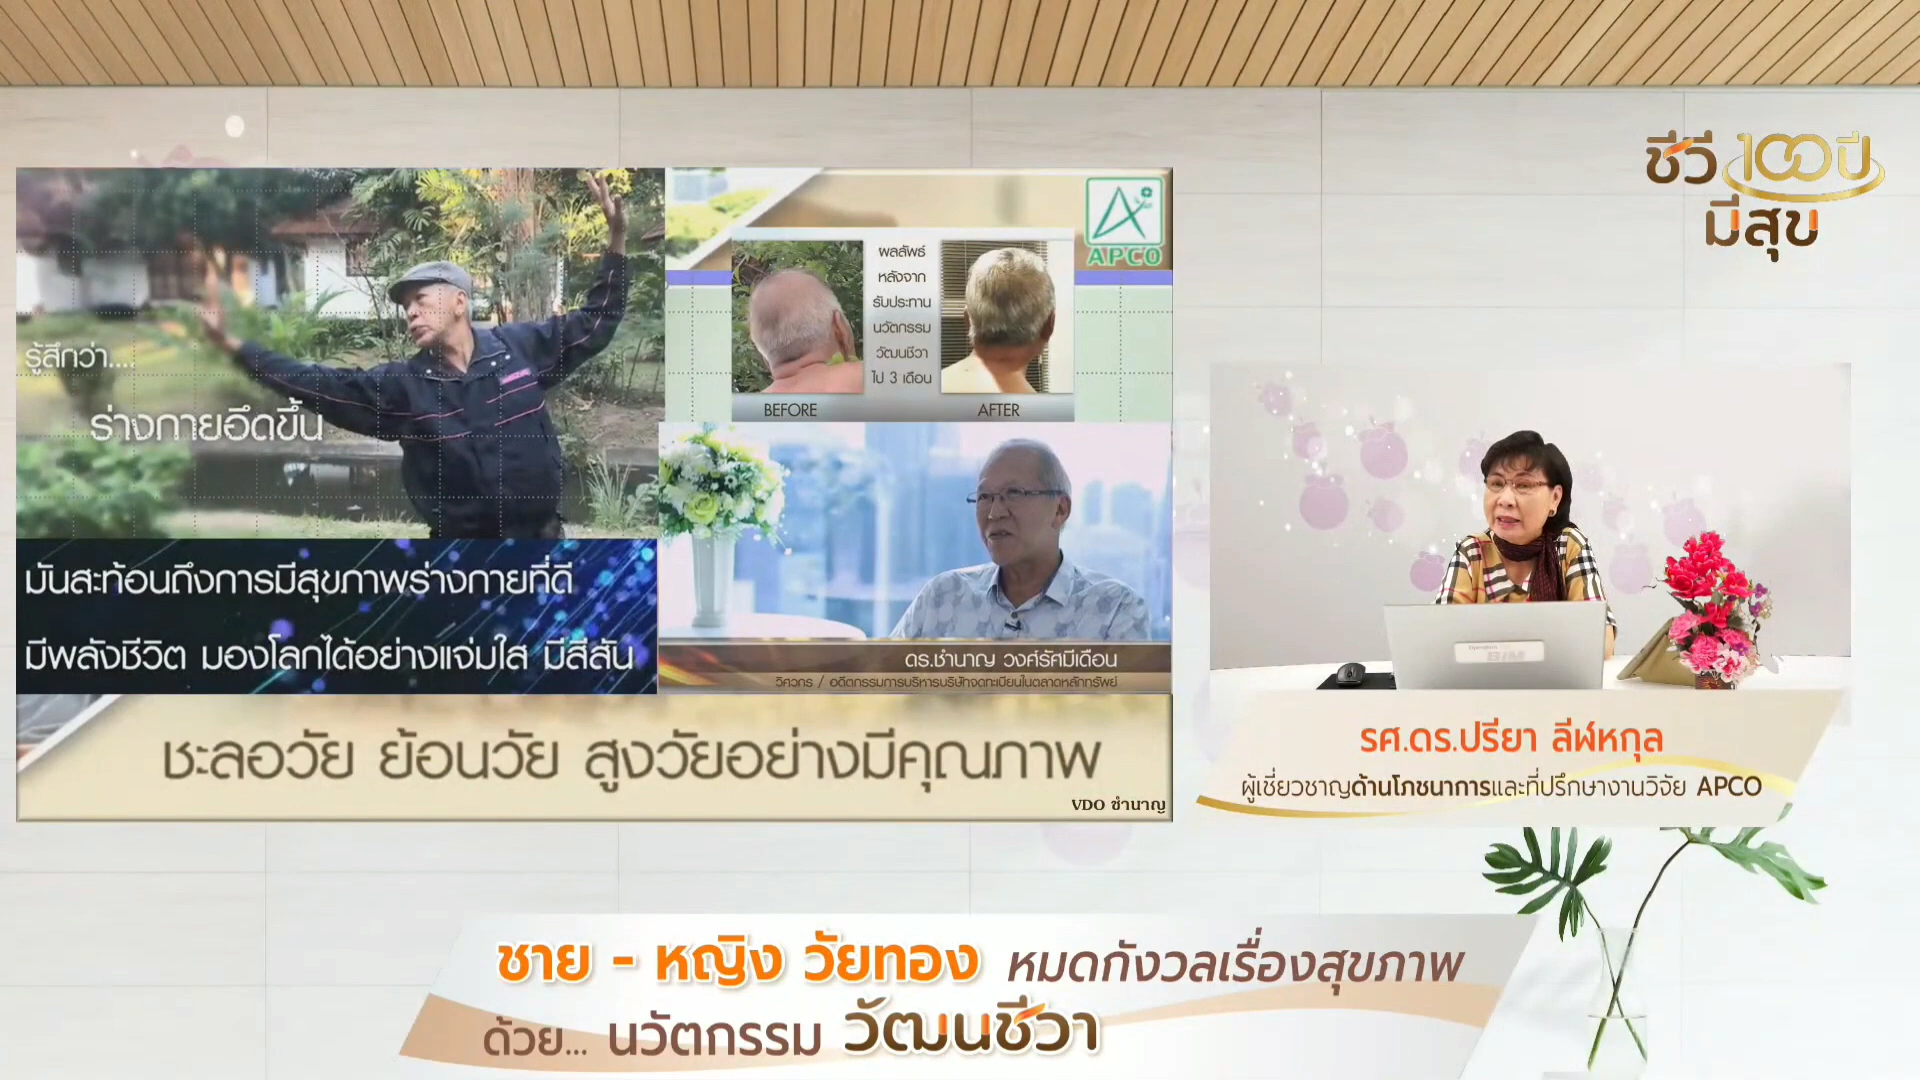 ชีวี 100 ปี
มีสุข
รู้สึกว่า....
ร่างกายอึดขึ้น
มันสะท้อนถึงการมีสุขภาพร่างกายที่ดี
มีพลังชีวิต มองโลกได้อย่างแจ่มใส มีสีสัน
APCO
ผลลัพธ์
หลังจาก
รับประทาน
นวัตกรรม
วัฒนชีวา
ไป 3 เดือน
BEFORE
AFTER
ดร.ชำนาญ วงศ์รัศมีเดือน
วิศวกร / อดีตกรรมการบริหารบริษัทจดทะเบียนในตลาดหลักทรัพย์
ชะลอวัย ย้อนวัย สูงวัยอย่างมีคุณภาพ
VDO ชำนาญ
รศ.ดร.ปรียา ลีฬหกุล
ผู้เชี่ยวชาญด้านโภชนาการและที่ปรึกษางานวิจัย APCO
ชาย - หญิง วัยทอง หมดกังวลเรื่องสุขภาพ
ด้วย... นวัตกรรม วัฒนชีวา